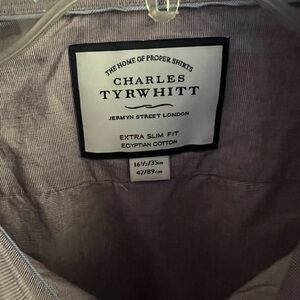 THE HOME OF PROPER SHIRTS
CHARLES
TYRWHITT
JERMYN STREET LONDON
EXTRA SLIM FIT
EGYPTIAN COTTON
16½/35in
42/89cm